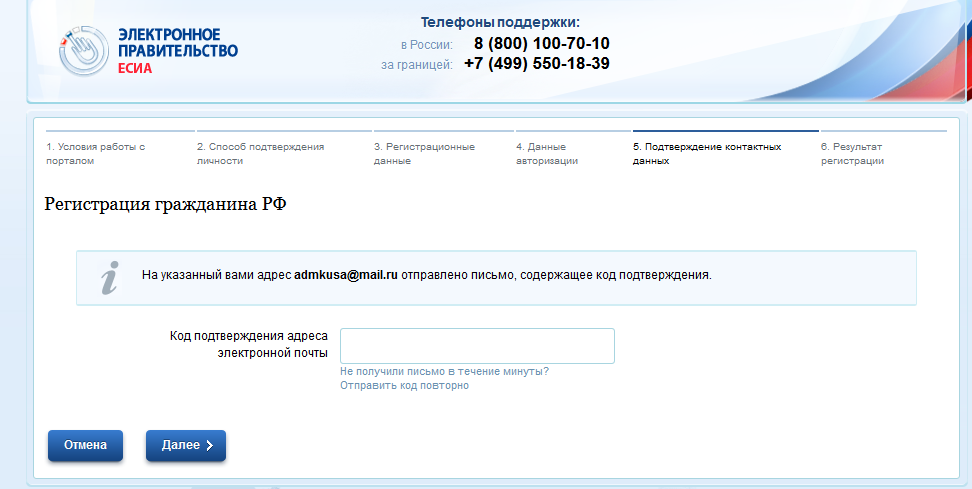 ЭЛЕКТРОННОЕ
ПРАВИТЕЛЬСТВО
ЕСИА
Телефоны поддержки:
в России: 8 (800) 100-70-10
за границей: +7 (499) 550-18-39
1. Условия работы с порталом
2. Способ подтверждения личности
3. Регистрационные данные
4. Данные авторизации
5. Подтверждение контактных данных
6. Результат регистрации
Регистрация гражданина РФ
На указанный вами адрес admkusa@mail.ru отправлено письмо, содержащее код подтверждения.
Код подтверждения адреса
электронной почты
Не получили письмо в течение минуты?
Отправить код повторно
Отмена
Далее